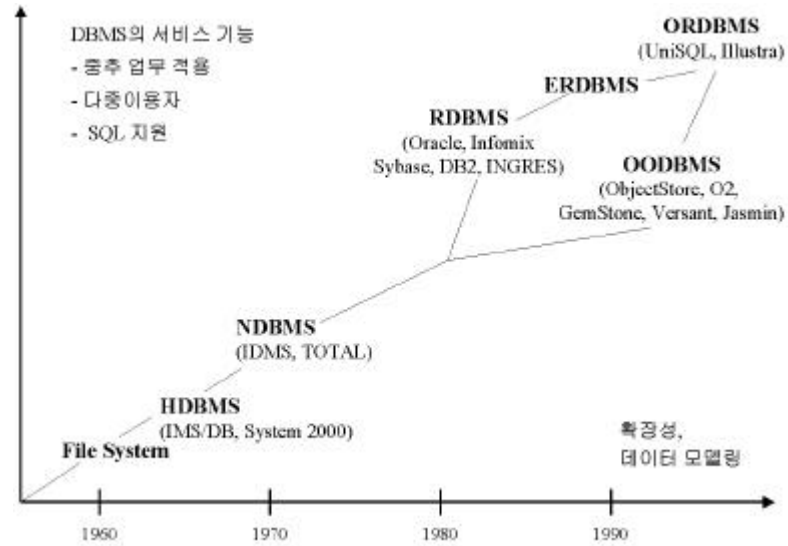 DBMS의 서비스 기능
- 중추 업무 적용
- 다중이용자
- SQL 지원
ORDBMS
(UniSQL, Illustra)
ERDBMS
RDBMS
(Oracle, Infomix
Sybase, DB2, INGRES)
OODBMS
(ObjectStore, O2,
GemStone, Versant, Jasmin)
NDBMS
(IDMS, TOTAL)
HDBMS
(IMS/DB, System 2000)
File System
확장성,
데이터 모델링
1960
1970
1980
1990